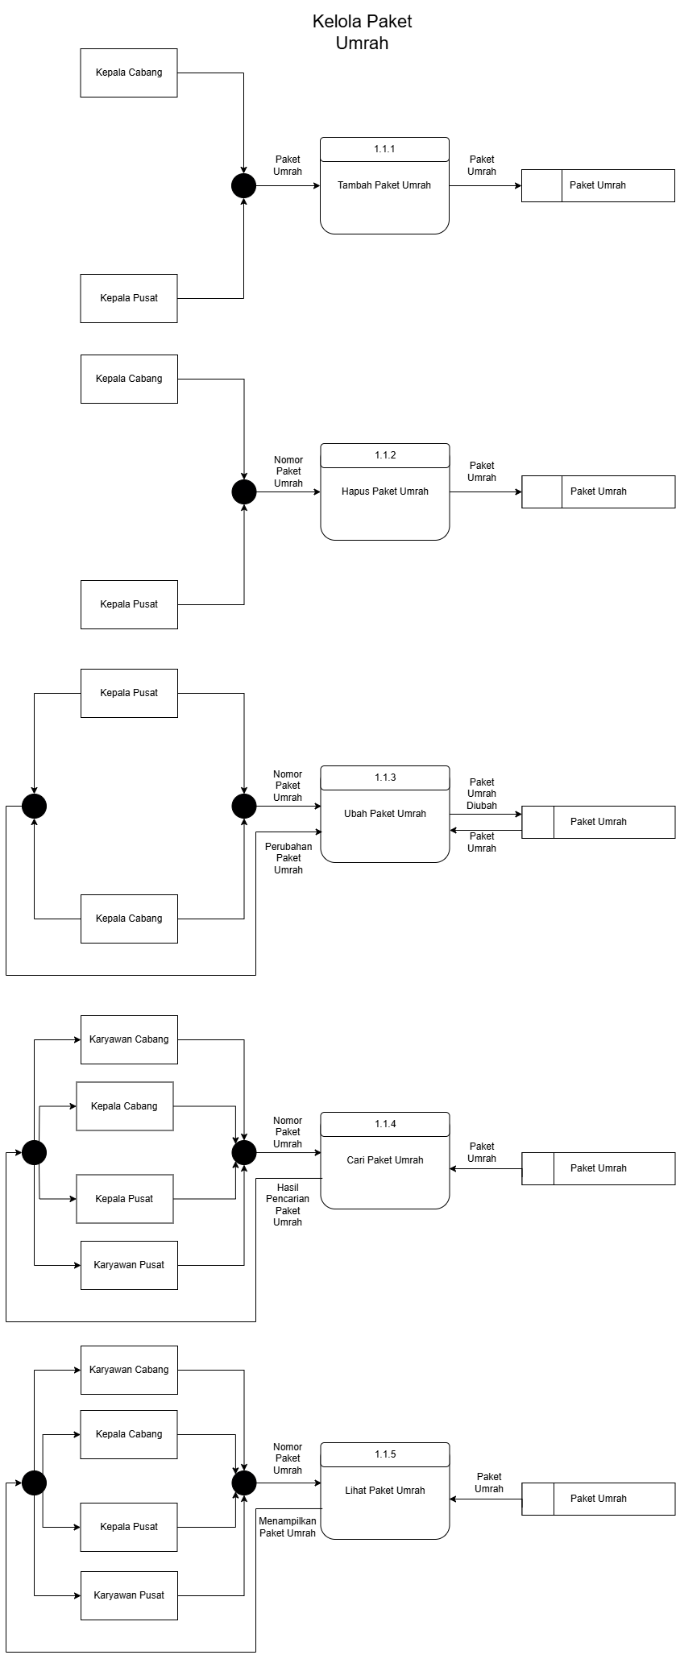 Kelola Paket
Umrah
Kepala Cabang
Kepala Pusat
Paket
Umrah
1.1.1
Tambah Paket Umrah
Paket
Umrah
Paket Umrah
Kepala Cabang
Kepala Pusat
Nomor
Paket
Umrah
1.1.2
Hapus Paket Umrah
Paket
Umrah
Paket Umrah
Kepala Pusat
Kepala Cabang
Nomor
Paket
Umrah
Perubahan
Paket
Umrah
1.1.3
Ubah Paket Umrah
Paket
Umrah
Diubah
Paket
Umrah
Paket Umrah
Karyawan Cabang
Kepala Cabang
Kepala Pusat
Karyawan Pusat
Nomor
Paket
Umrah
Hasil
Pencarian
Paket
Umrah
1.1.4
Cari Paket Umrah
Paket
Umrah
Paket Umrah
Karyawan Cabang
Kepala Cabang
Kepala Pusat
Karyawan Pusat
Nomor
Paket
Umrah
Menampilkan
Paket Umrah
1.1.5
Lihat Paket Umrah
Paket
Umrah
Paket Umrah